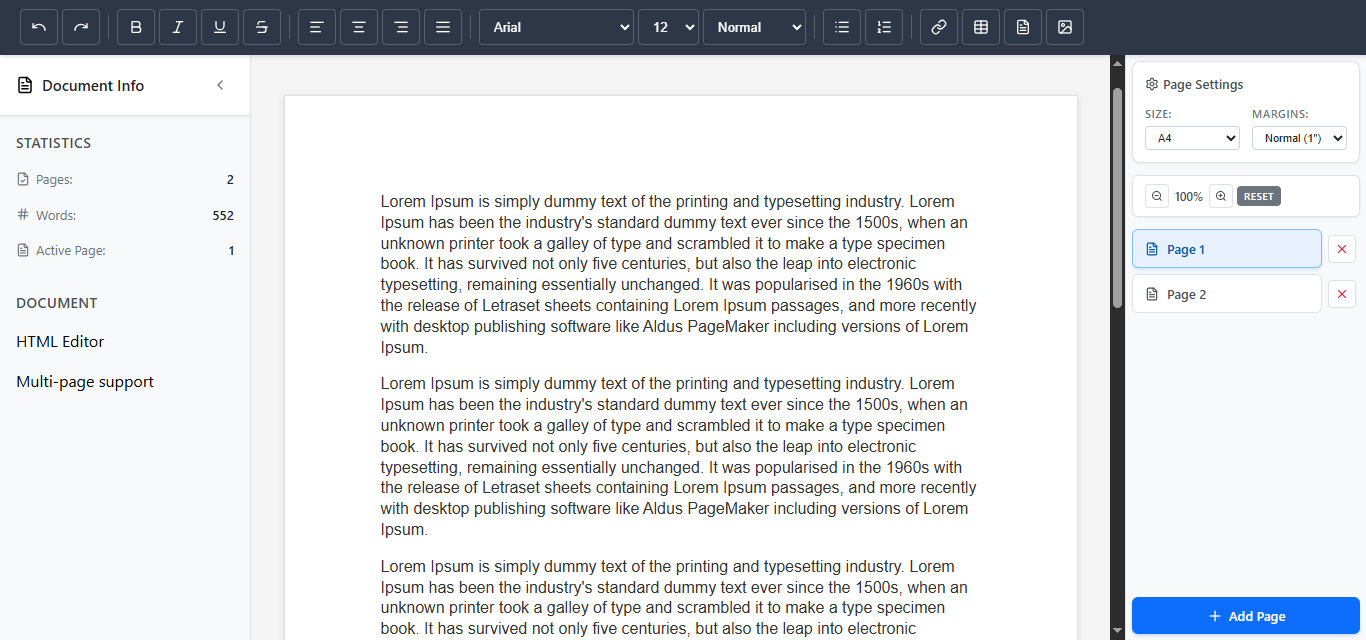 Arial 12 Normal
Document Info
STATISTICS
Pages: 2
Words: 552
Active Page: 1
DOCUMENT
HTML Editor
Multi-page support
Lorem Ipsum is simply dummy text of the printing and typesetting industry. Lorem
Ipsum has been the industry's standard dummy text ever since the 1500s, when an
unknown printer took a galley of type and scrambled it to make a type specimen
book. It has survived not only five centuries, but also the leap into electronic
typesetting, remaining essentially unchanged. It was popularised in the 1960s with
the release of Letraset sheets containing Lorem Ipsum passages, and more recently
with desktop publishing software like Aldus PageMaker including versions of Lorem
Ipsum.
Lorem Ipsum is simply dummy text of the printing and typesetting industry. Lorem
Ipsum has been the industry's standard dummy text ever since the 1500s, when an
unknown printer took a galley of type and scrambled it to make a type specimen
book. It has survived not only five centuries, but also the leap into electronic
typesetting, remaining essentially unchanged. It was popularised in the 1960s with
the release of Letraset sheets containing Lorem Ipsum passages, and more recently
with desktop publishing software like Aldus PageMaker including versions of Lorem
Ipsum.
Lorem Ipsum is simply dummy text of the printing and typesetting industry. Lorem
Ipsum has been the industry's standard dummy text ever since the 1500s, when an
unknown printer took a galley of type and scrambled it to make a type specimen
book. It has survived not only five centuries, but also the leap into electronic
Page Settings
SIZE: MARGINS:
A4 Normal (1")
100% RESET
Page 1
Page 2
Add Page